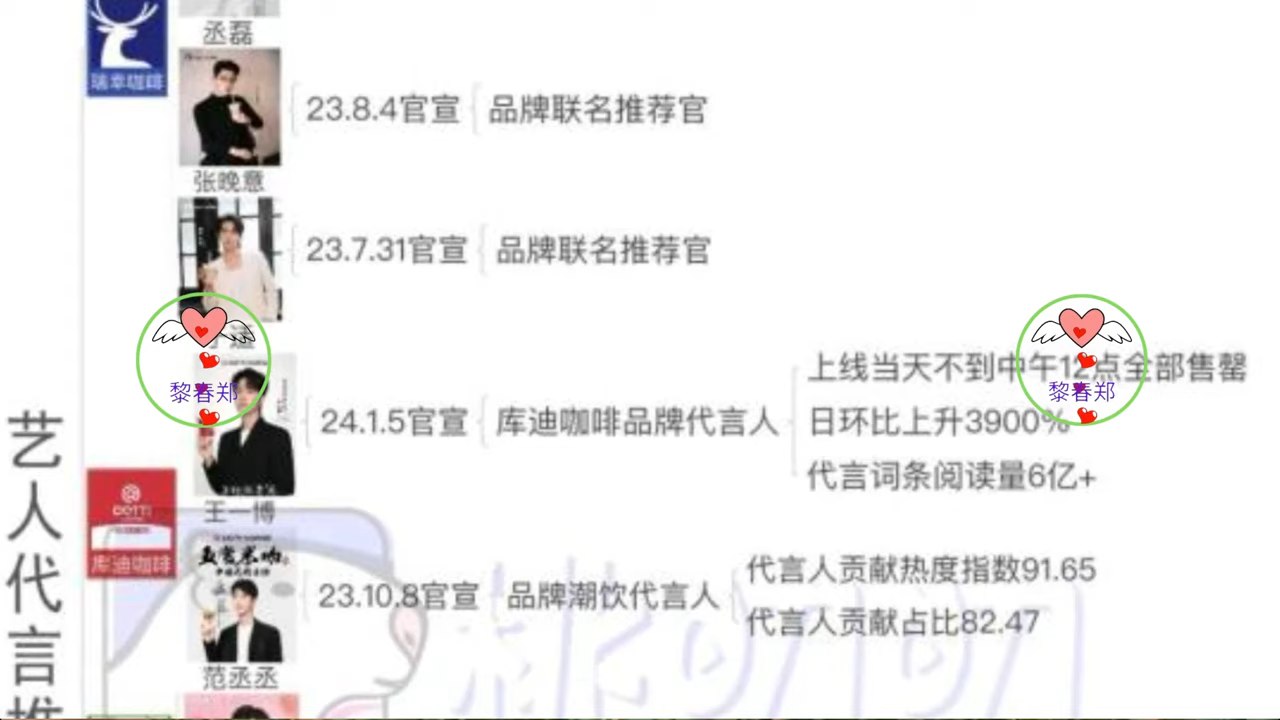 丞磊
瑞幸咖啡
23.8.4官宣 品牌联名推荐官
张晚意
23.7.31官宣 品牌联名推荐官
黎春郑
黎春郑
上线当天不到中午12点全部售罄
24.1.5官宣 库迪咖啡品牌代言人
日环比上升3900%
代言词条阅读量6亿+
王一博
库迪咖啡
23.10.8官宣 品牌潮饮代言人
代言人贡献热度指数91.65
代言人贡献占比82.47
范丞丞
艺人代言推